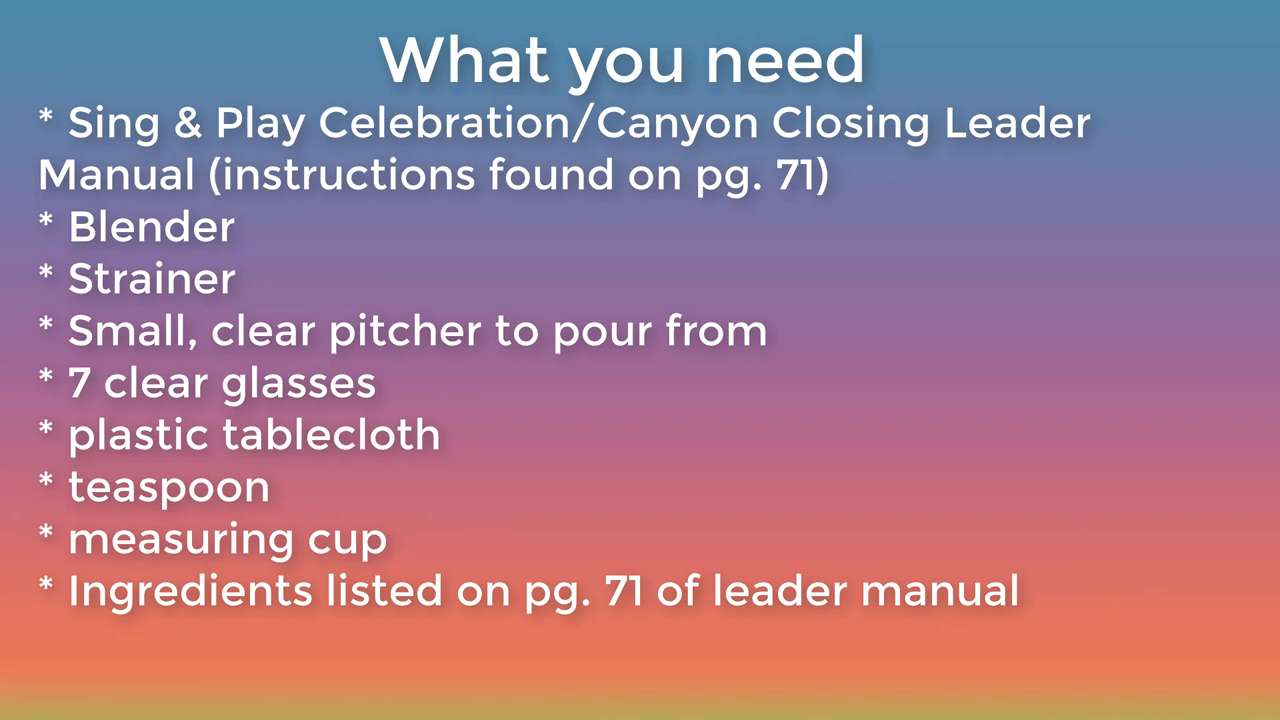 What you need
* Sing & Play Celebration/Canyon Closing Leader
Manual (instructions found on pg. 71)
* Blender
* Strainer
* Small, clear pitcher to pour from
* 7 clear glasses
* plastic tablecloth
* teaspoon
* measuring cup
* Ingredients listed on pg. 71 of leader manual